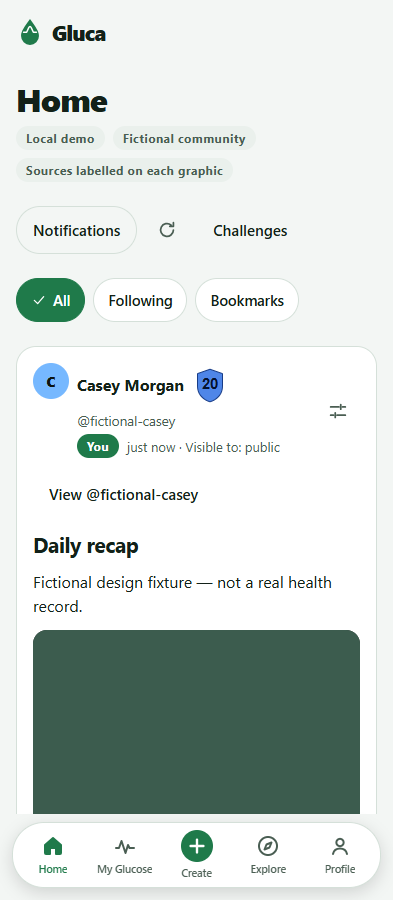 Gluca
Home
Local demo
Fictional community
Sources labelled on each graphic
Notifications
Challenges
All
Following
Bookmarks
C
Casey Morgan
20
@fictional-casey
You
just now · Visible to: public
View @fictional-casey
Daily recap
Fictional design fixture — not a real health
record.
Home
My Glucose
Create
Explore
Profile